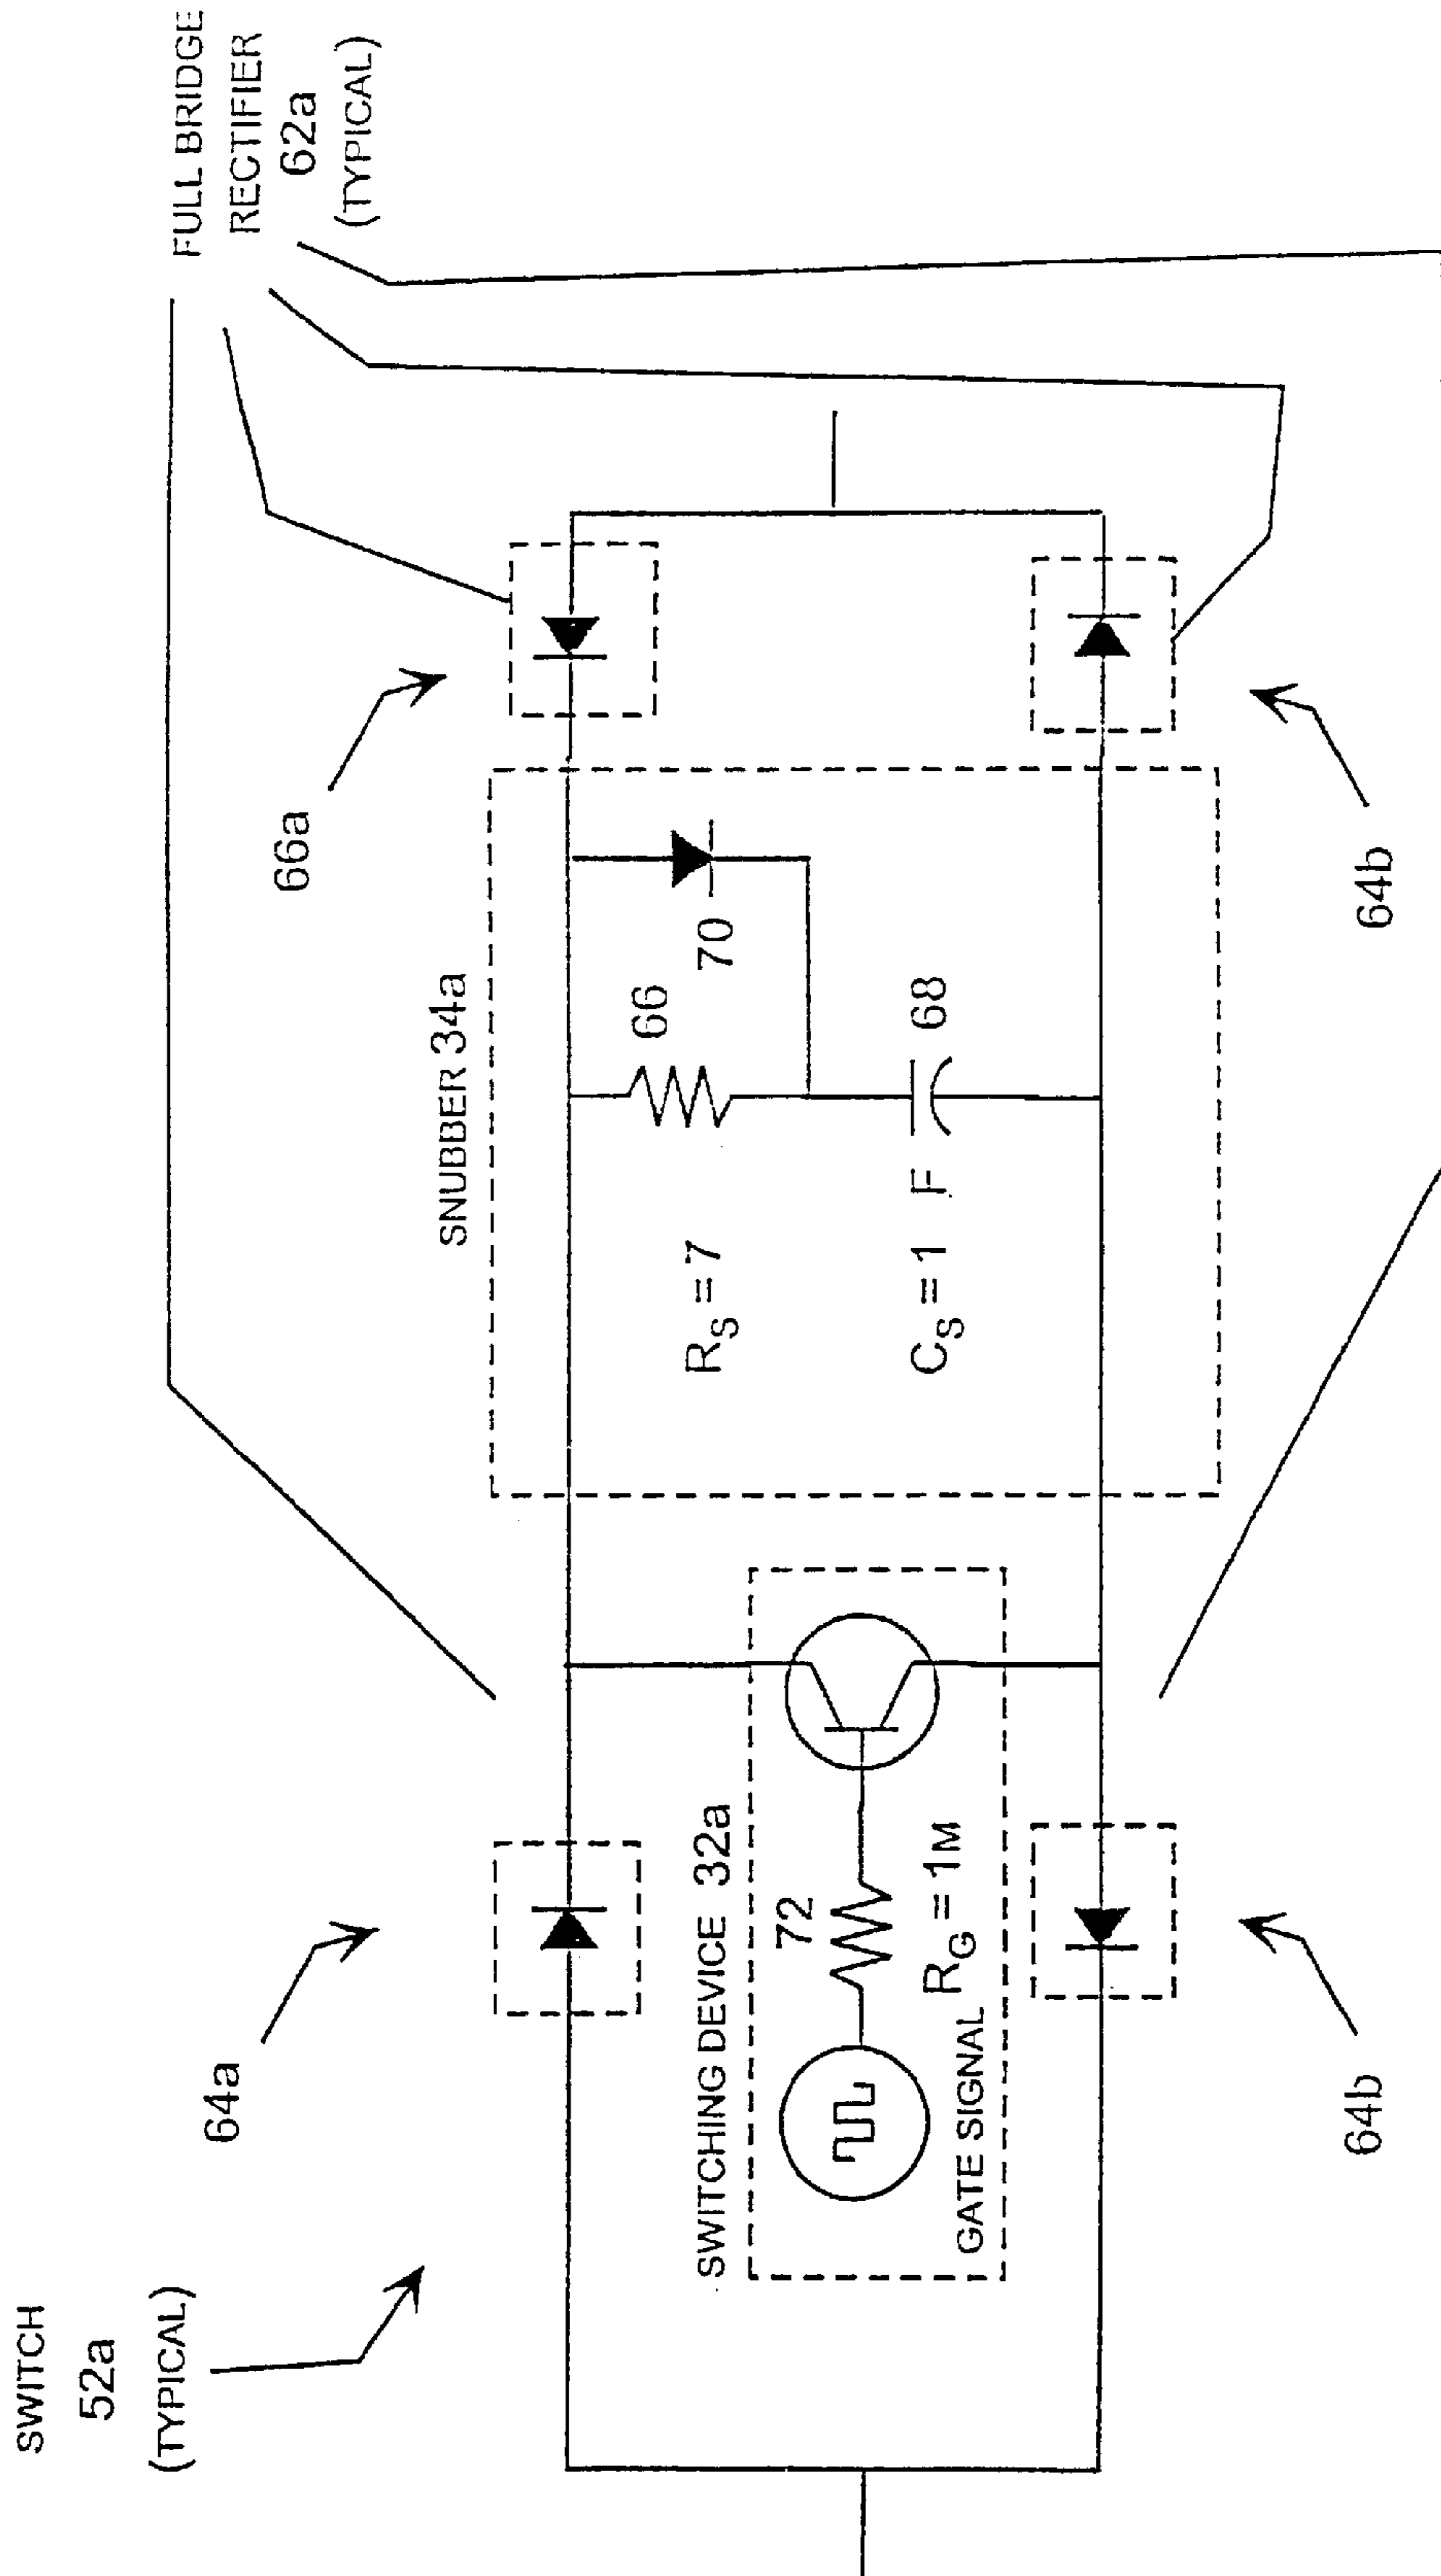 SWITCH
52a
(TYPICAL)
FULL BRIDGE
RECTIFIER
62a
(TYPICAL)
64a
66a
SNUBBER 34a
SWITCHING DEVICE 32a
72
R_G = 1M
GATE SIGNAL
R_S = 7
66
70
C_S = 1 F
68
64b
64b